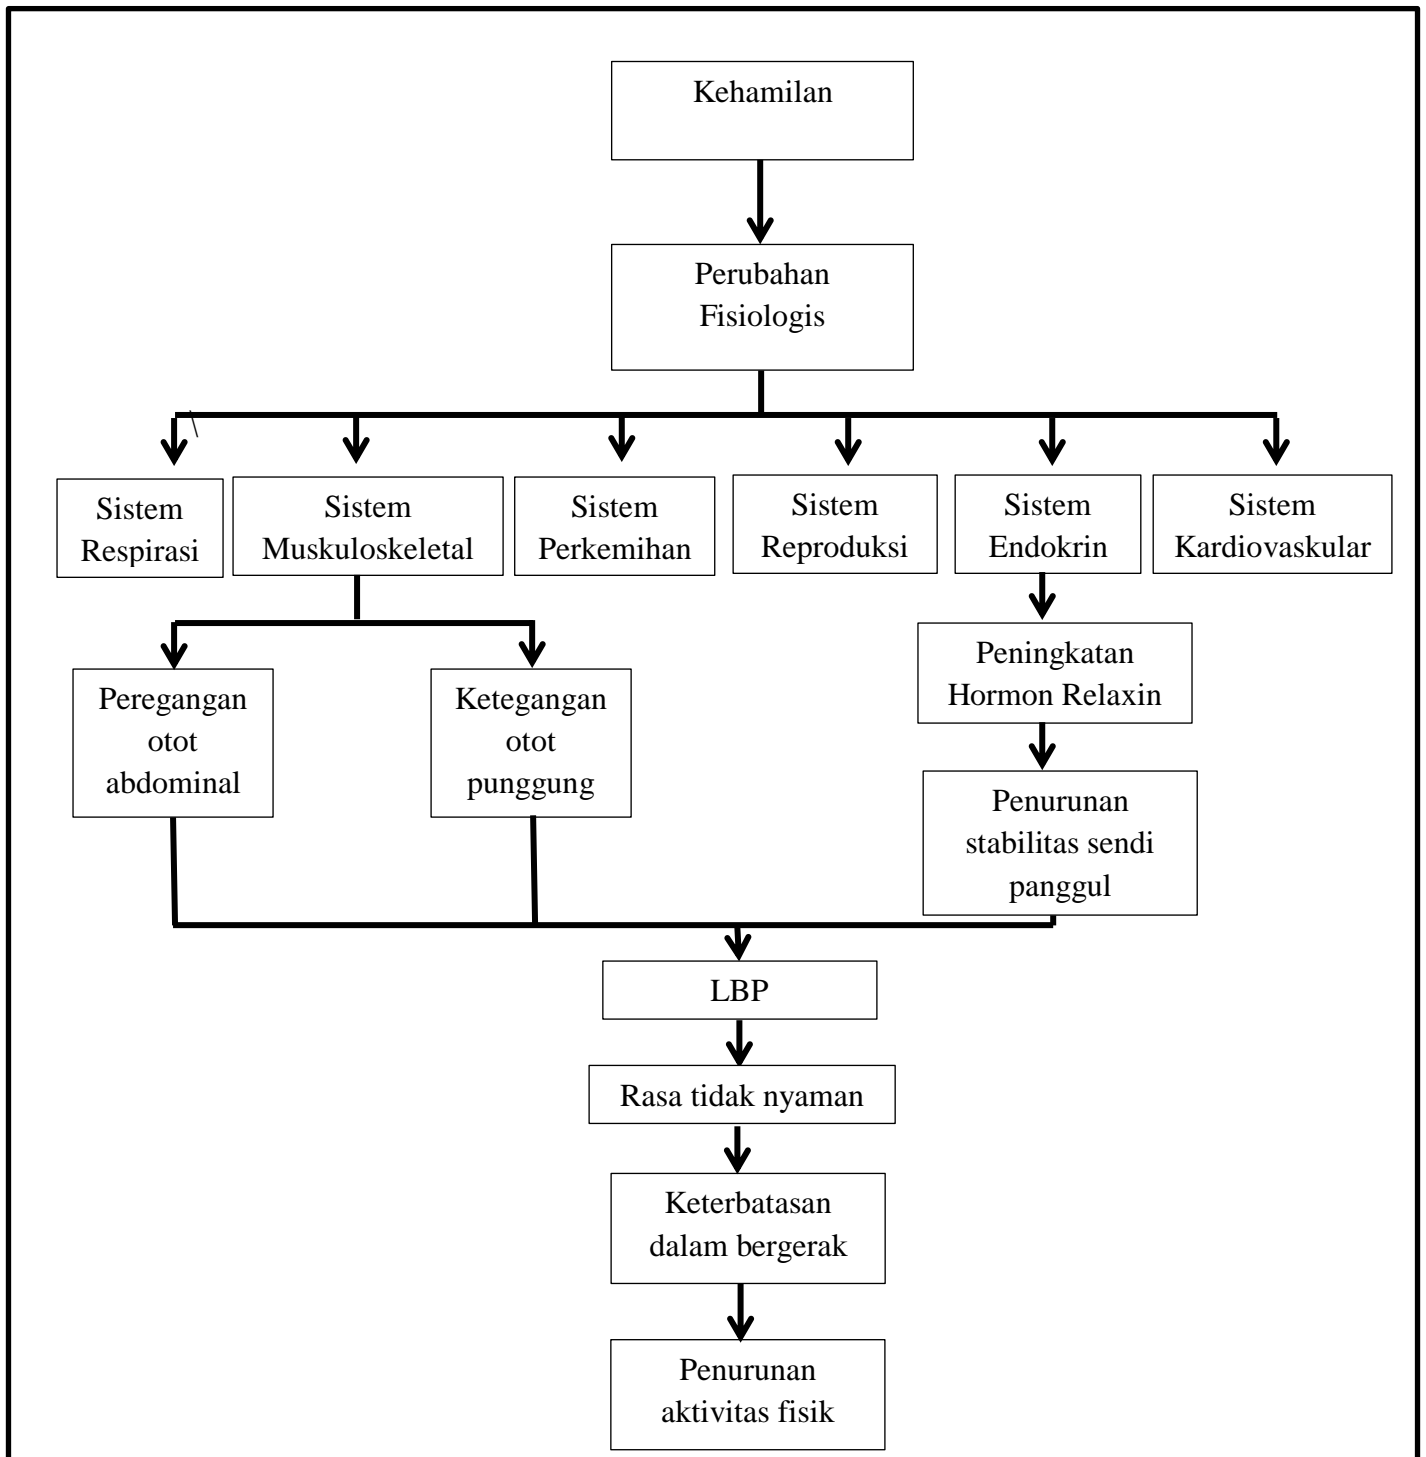 Kehamilan
Perubahan
Fisiologis
Sistem
Respirasi
Sistem
Muskuloskeletal
Sistem
Perkemihan
Sistem
Reproduksi
Sistem
Endokrin
Sistem
Kardiovaskular
Peregangan
otot
abdominal
Ketegangan
otot
punggung
Peningkatan
Hormon Relaxin
Penurunan
stabilitas sendi
panggul
LBP
Rasa tidak nyaman
Keterbatasan
dalam bergerak
Penurunan
aktivitas fisik